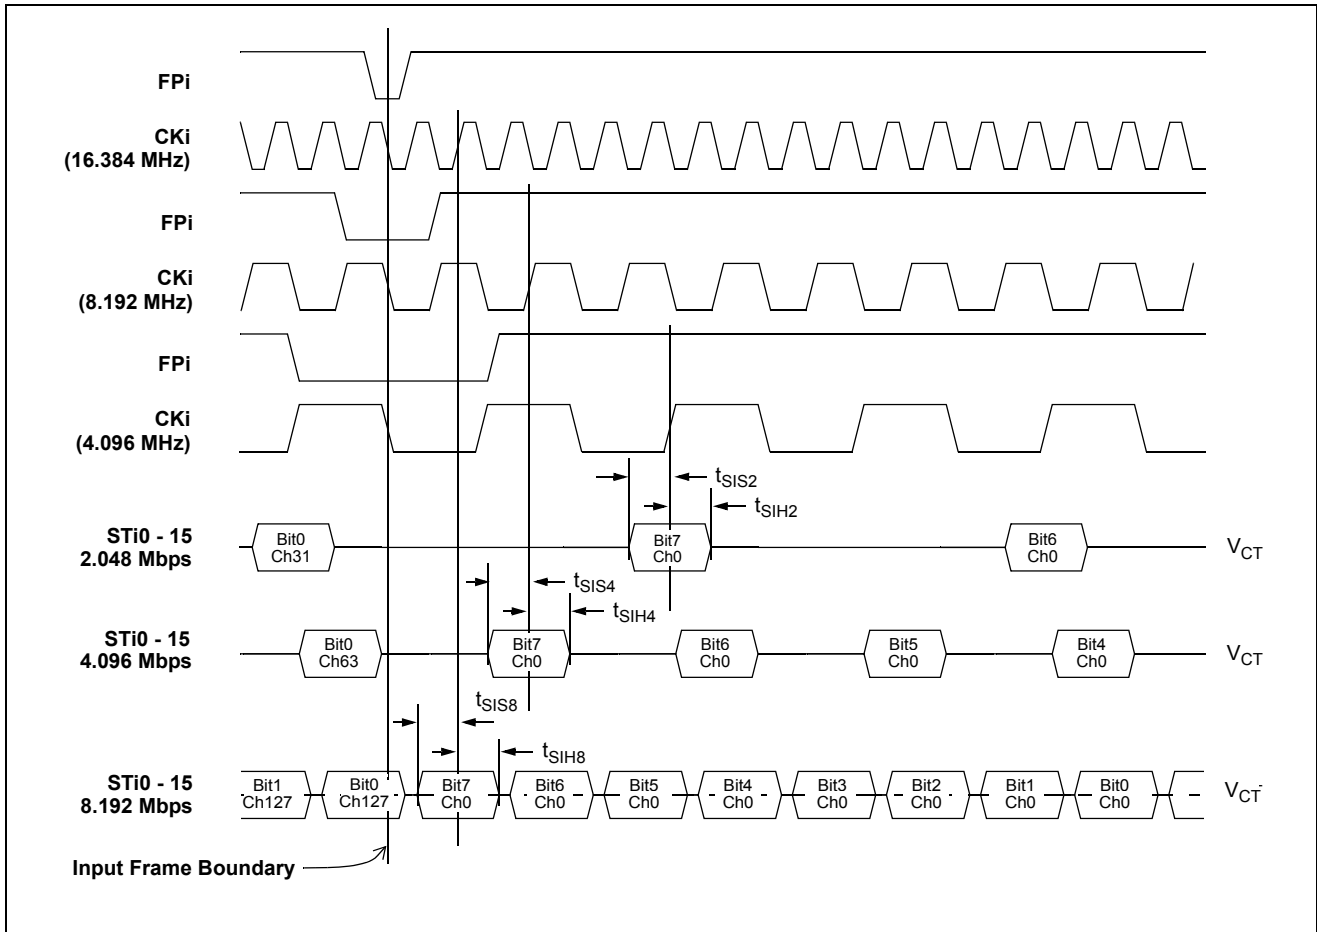 FPi
CKi
(16.384 MHz)
FPi
CKi
(8.192 MHz)
FPi
CKi
(4.096 MHz)
tSIS2
tSIH2
STi0 - 15
2.048 Mbps
Bit0
Ch31
Bit7
Ch0
Bit6
Ch0
VCT
tSIS4
tSIH4
STi0 - 15
4.096 Mbps
Bit0
Ch63
Bit7
Ch0
Bit6
Ch0
Bit5
Ch0
Bit4
Ch0
VCT
tSIS8
tSIH8
STi0 - 15
8.192 Mbps
Bit1
Ch127
Bit0
Ch127
Bit7
Ch0
Bit6
Ch0
Bit5
Ch0
Bit4
Ch0
Bit3
Ch0
Bit2
Ch0
Bit1
Ch0
Bit0
Ch0
VCT
Input Frame Boundary